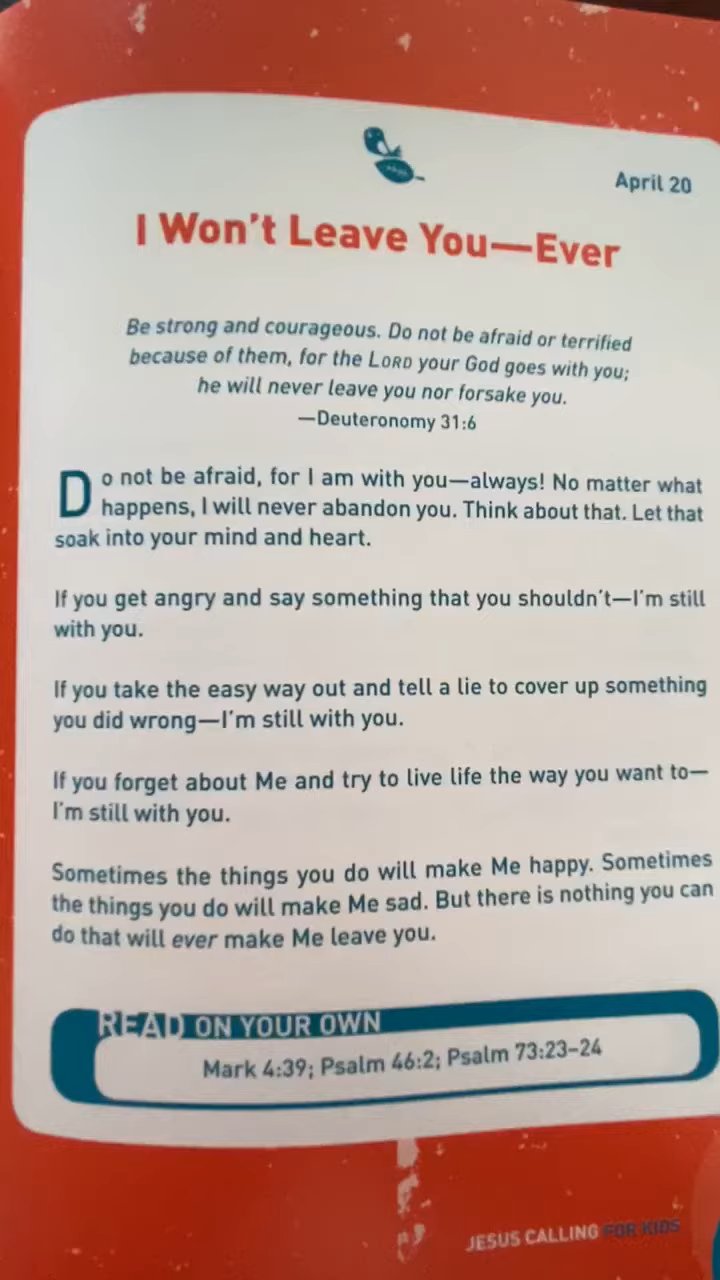 April 20
I Won't Leave You—Ever
Be strong and courageous. Do not be afraid or terrified
because of them, for the LORD your God goes with you;
he will never leave you nor forsake you.
—Deuteronomy 31:6
Do not be afraid, for I am with you—always! No matter what
happens, I will never abandon you. Think about that. Let that
soak into your mind and heart.
If you get angry and say something that you shouldn't—I'm still
with you.
If you take the easy way out and tell a lie to cover up something
you did wrong—I'm still with you.
If you forget about Me and try to live life the way you want to—
I'm still with you.
Sometimes the things you do will make Me happy. Sometimes
the things you do will make Me sad. But there is nothing you can
do that will ever make Me leave you.
READ ON YOUR OWN
Mark 4:39; Psalm 46:2; Psalm 73:23–24
JESUS CALLING FOR KIDS